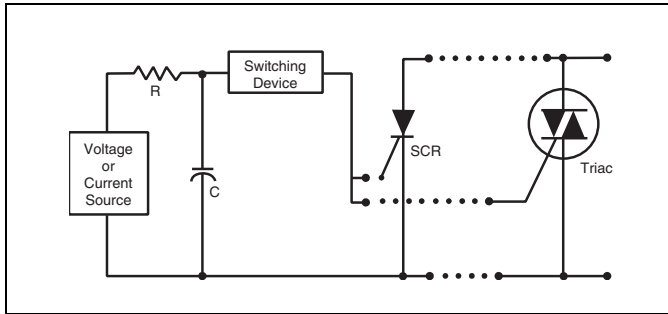 Switching
Device
R
Voltage
or
Current
Source
C
SCR
Triac